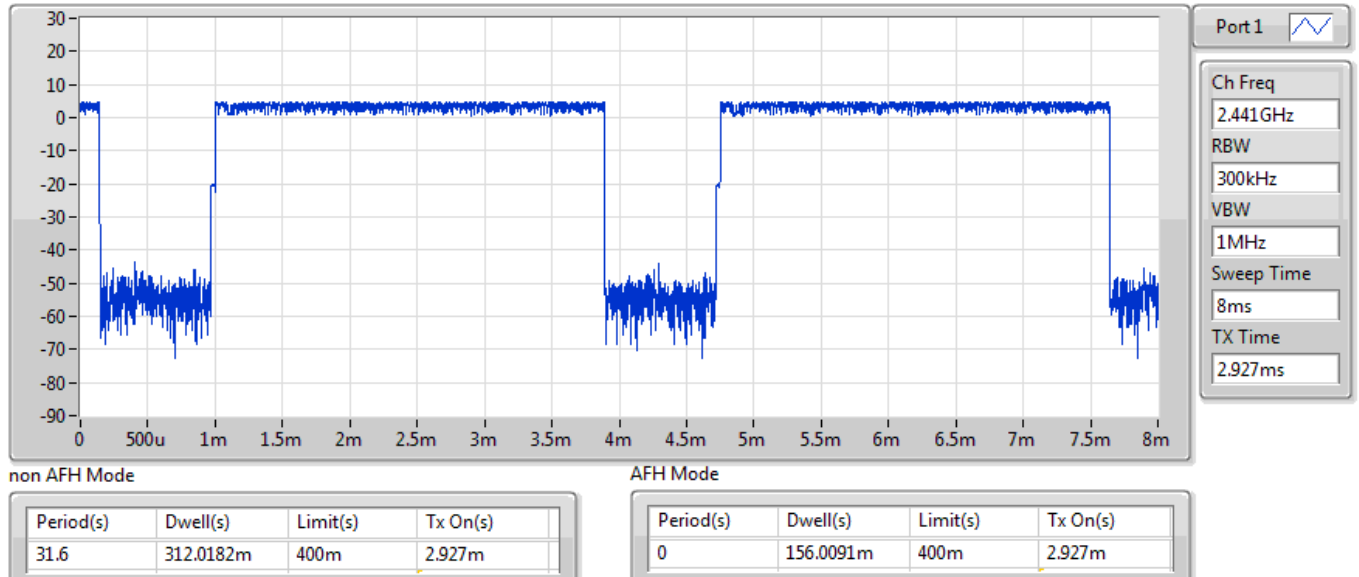 30
20
10
0
-10
-20
-30
-40
-50
-60
-70
-80
-90
0 500u 1m 1.5m 2m 2.5m 3m 3.5m 4m 4.5m 5m 5.5m 6m 6.5m 7m 7.5m 8m
Port 1
Ch Freq
2.441GHz
RBW
300kHz
VBW
1MHz
Sweep Time
8ms
TX Time
2.927ms
non AFH Mode
Period(s) Dwell(s) Limit(s) Tx On(s)
31.6 312.0182m 400m 2.927m
AFH Mode
Period(s) Dwell(s) Limit(s) Tx On(s)
0 156.0091m 400m 2.927m